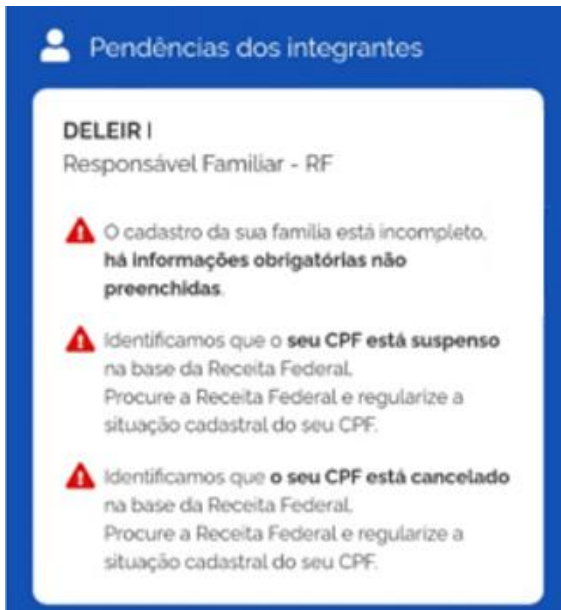 Pendências dos integrantes
DELEIR I
Responsável Familiar - RF
O cadastro da sua família está incompleto,
há informações obrigatórias não
preenchidas.
Identificamos que o seu CPF está suspenso
na base da Receita Federal.
Procure a Receita Federal e regularize a
situação cadastral do seu CPF.
Identificamos que o seu CPF está cancelado
na base da Receita Federal.
Procure a Receita Federal e regularize a
situação cadastral do seu CPF.